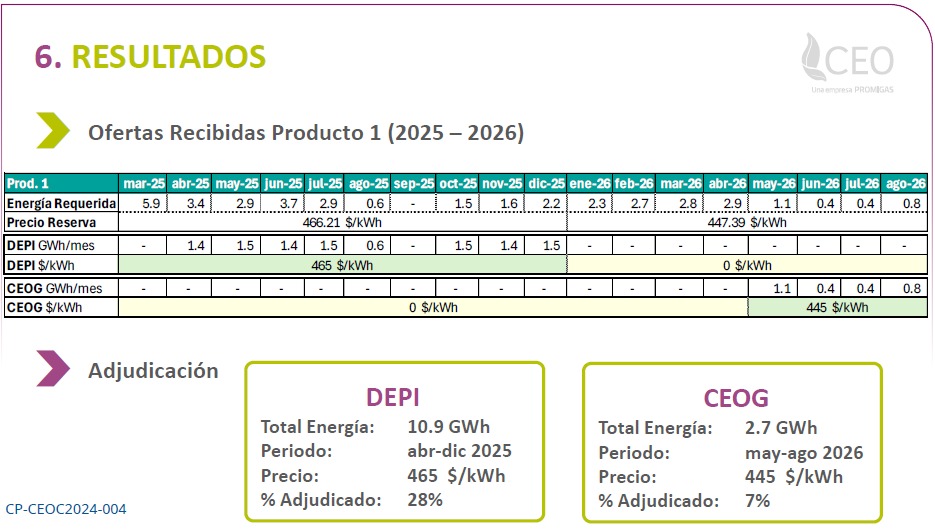 6. RESULTADOS
CEO
Una empresa PROMIGAS
Ofertas Recibidas Producto 1 (2025 – 2026)
Prod. 1 mar-25 abr-25 may-25 jun-25 jul-25 ago-25 sep-25 oct-25 nov-25 dic-25 ene-26 feb-26 mar-26 abr-26 may-26 jun-26 jul-26 ago-26
Energía Requerida 5.9 3.4 2.9 3.7 2.9 0.6 - 1.5 1.6 2.2 2.3 2.7 2.8 2.9 1.1 0.4 0.4 0.8
Precio Reserva 466.21 $/kWh 447.39 $/kWh
DEPI GWh/mes - 1.4 1.5 1.4 1.5 0.6 - 1.5 1.4 1.5 - - - - - - - -
DEPI $/kWh 465 $/kWh 0 $/kWh
CEOG GWh/mes - - - - - - - - - - - - - - 1.1 0.4 0.4 0.8
CEOG $/kWh 0 $/kWh 445 $/kWh
Adjudicación
DEPI
Total Energía: 10.9 GWh
Periodo: abr-dic 2025
Precio: 465 $/kWh
% Adjudicado: 28%
CEOG
Total Energía: 2.7 GWh
Periodo: may-ago 2026
Precio: 445 $/kWh
% Adjudicado: 7%
CP-CEOC2024-004